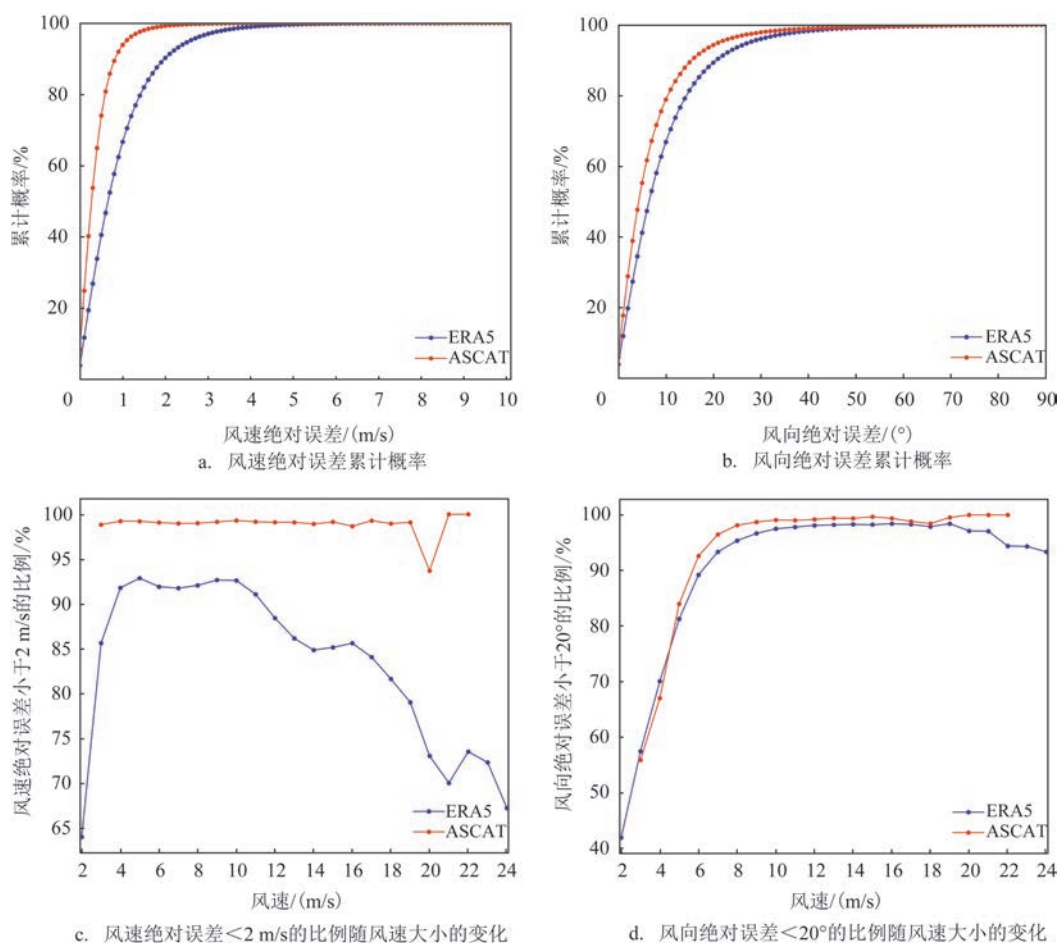 100
80
60
40
20
累计概率/%
ERA5
ASCAT
0 1 2 3 4 5 6 7 8 9 10
风速绝对误差/(m/s)
a. 风速绝对误差累计概率
100
80
60
40
20
累计概率/%
ERA5
ASCAT
0 10 20 30 40 50 60 70 80 90
风向绝对误差/(°)
b. 风向绝对误差累计概率
100
95
90
85
80
75
70
65
风速绝对误差小于2 m/s的比例/%
ERA5
ASCAT
2 4 6 8 10 12 14 16 18 20 22 24
风速/(m/s)
c. 风速绝对误差<2 m/s的比例随风速大小的变化
100
90
80
70
60
50
40
风向绝对误差小于20°的比例/%
ERA5
ASCAT
2 4 6 8 10 12 14 16 18 20 22 24
风速/(m/s)
d. 风向绝对误差<20°的比例随风速大小的变化